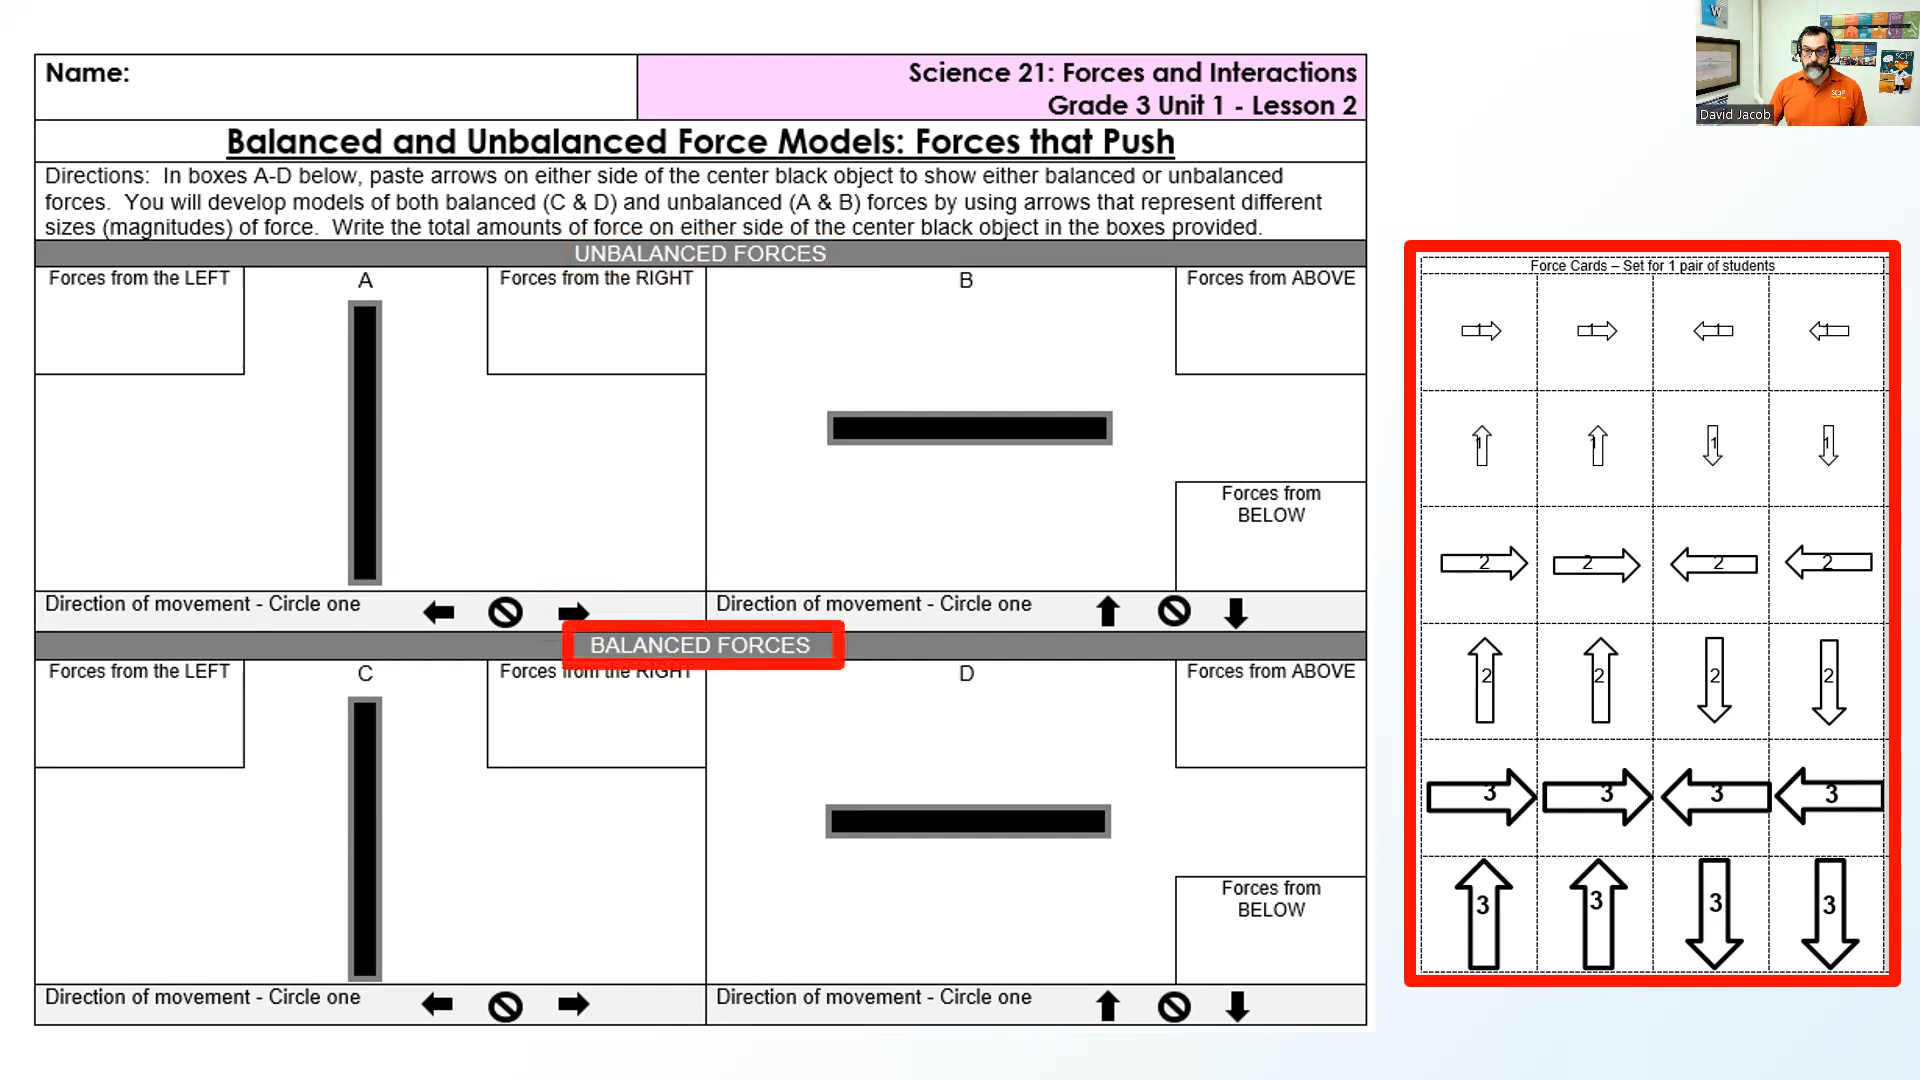 Name:
Science 21: Forces and Interactions
Grade 3 Unit 1 - Lesson 2
Balanced and Unbalanced Force Models: Forces that Push
Directions: In boxes A-D below, paste arrows on either side of the center black object to show either balanced or unbalanced
forces. You will develop models of both balanced (C & D) and unbalanced (A & B) forces by using arrows that represent different
sizes (magnitudes) of force. Write the total amounts of force on either side of the center black object in the boxes provided.
UNBALANCED FORCES
Forces from the LEFT
A
Forces from the RIGHT
B
Forces from ABOVE
Forces from
BELOW
Direction of movement - Circle one
Direction of movement - Circle one
BALANCED FORCES
Forces from the LEFT
C
Forces from the RIGHT
D
Forces from ABOVE
Forces from
BELOW
Direction of movement - Circle one
Direction of movement - Circle one
Force Cards – Set for 1 pair of students
1 1 1 1
1 1 1 1
2 2 2 2
2 2 2 2
3 3 3 3
3 3 3 3
W
David Jacob